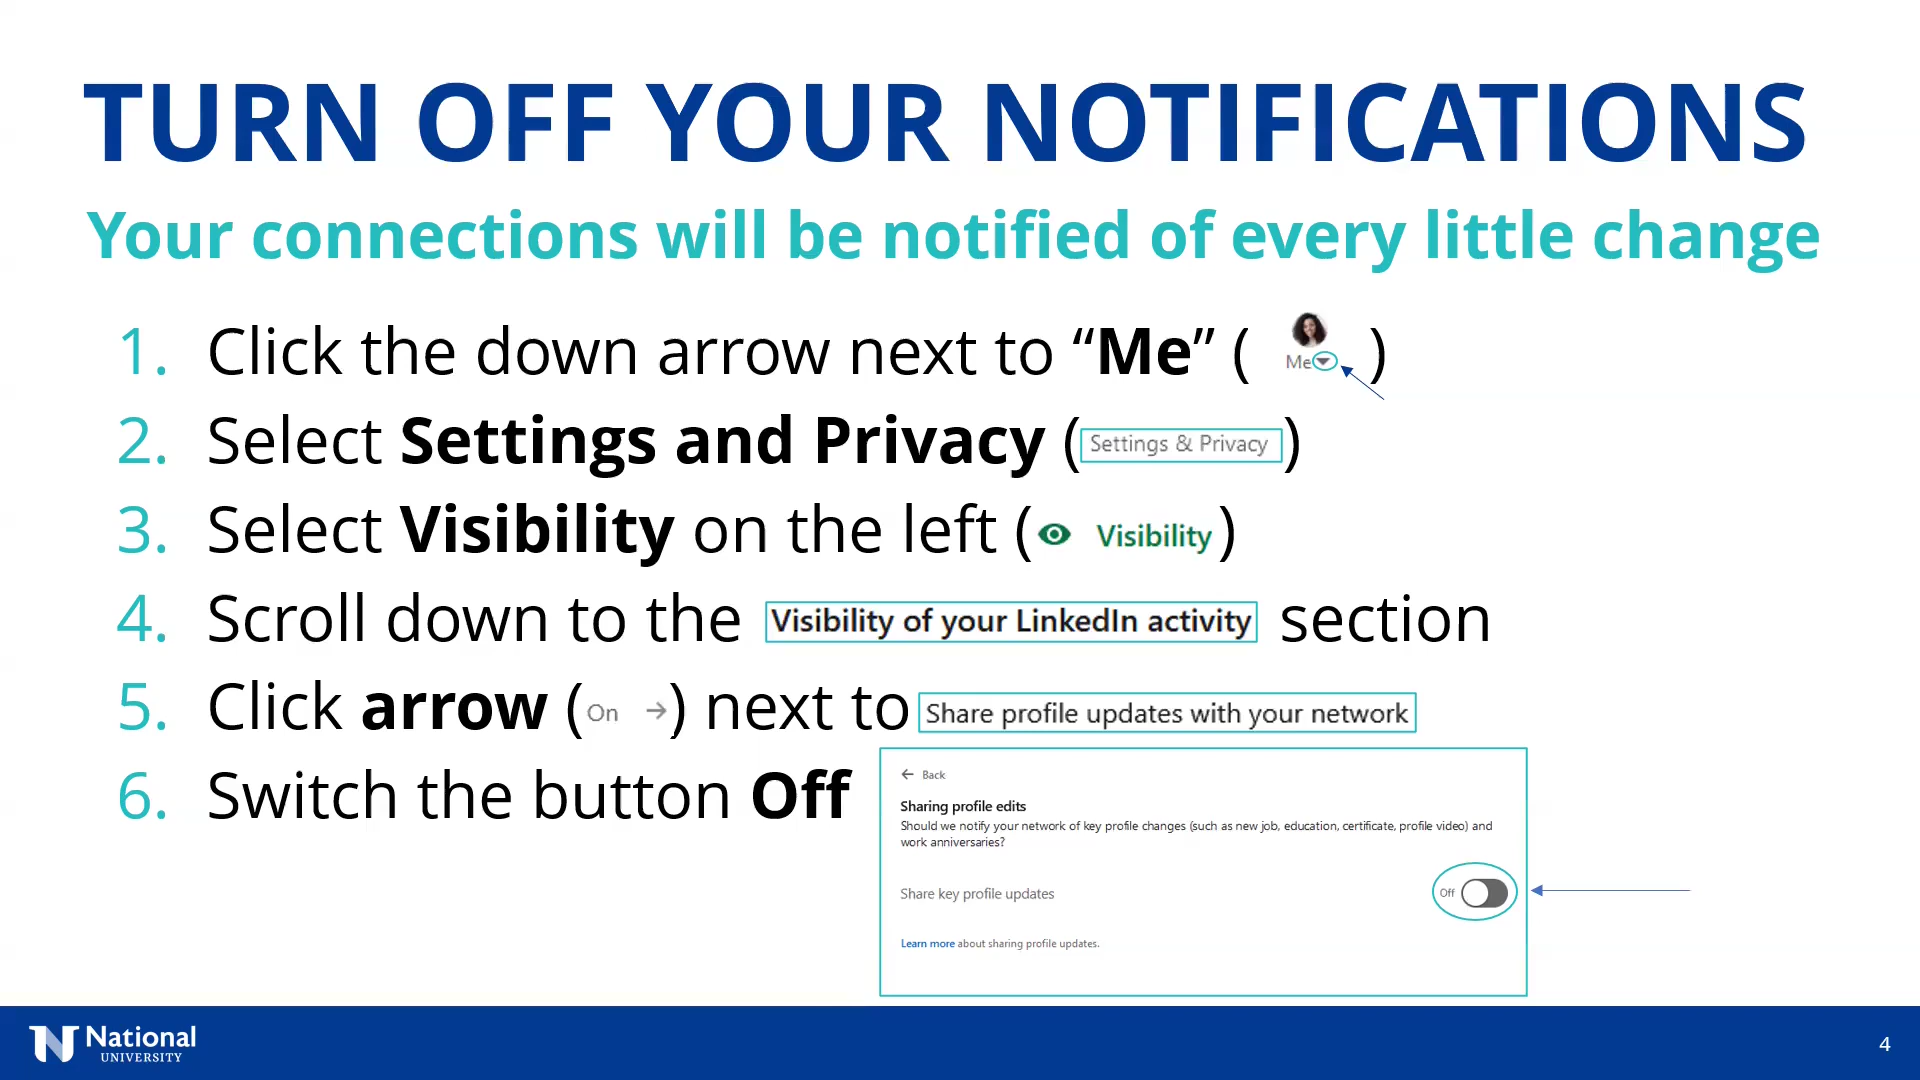 TURN OFF YOUR NOTIFICATIONS
Your connections will be notified of every little change
1. Click the down arrow next to “Me” ( Me )
2. Select Settings and Privacy ( Settings & Privacy )
3. Select Visibility on the left ( Visibility )
4. Scroll down to the Visibility of your LinkedIn activity section
5. Click arrow ( On → ) next to Share profile updates with your network
6. Switch the button Off
← Back
Sharing profile edits
Should we notify your network of key profile changes (such as new job, education, certificate, profile video) and
work anniversaries?
Share key profile updates Off
Learn more about sharing profile updates.
National
UNIVERSITY
4